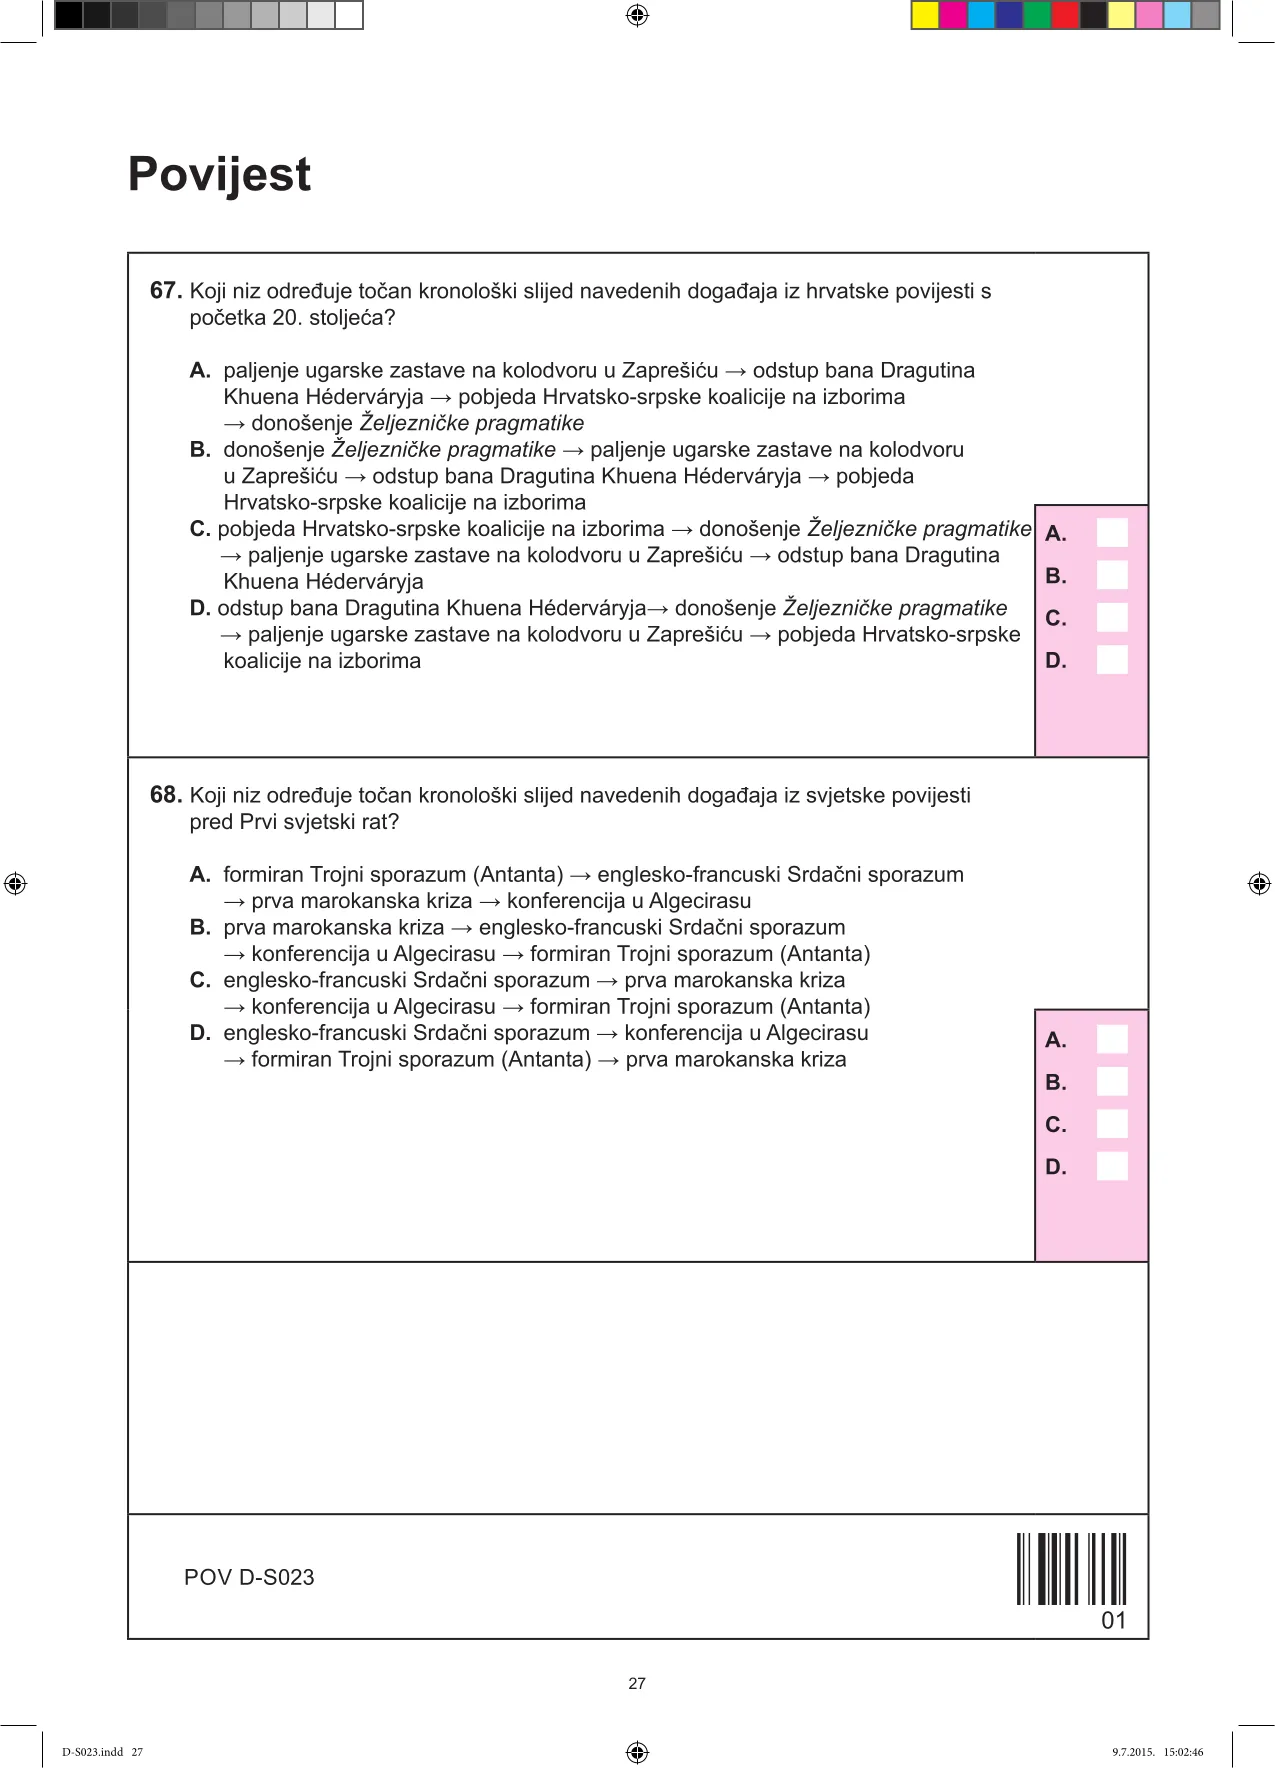 Povijest
67. Koji niz određuje točan kronološki slijed navedenih događaja iz hrvatske povijesti s
početka 20. stoljeća?
A. paljenje ugarske zastave na kolodvoru u Zaprešiću → odstup bana Dragutina
Khuena Héderváryja → pobjeda Hrvatsko-srpske koalicije na izborima
→ donošenje Željezničke pragmatike
B. donošenje Željezničke pragmatike → paljenje ugarske zastave na kolodvoru
u Zaprešiću → odstup bana Dragutina Khuena Héderváryja → pobjeda
Hrvatsko-srpske koalicije na izborima
C. pobjeda Hrvatsko-srpske koalicije na izborima → donošenje Željezničke pragmatike
→ paljenje ugarske zastave na kolodvoru u Zaprešiću → odstup bana Dragutina
Khuena Héderváryja
D. odstup bana Dragutina Khuena Héderváryja→ donošenje Željezničke pragmatike
→ paljenje ugarske zastave na kolodvoru u Zaprešiću → pobjeda Hrvatsko-srpske
koalicije na izborima
A.
B.
C.
D.
68. Koji niz određuje točan kronološki slijed navedenih događaja iz svjetske povijesti
pred Prvi svjetski rat?
A. formiran Trojni sporazum (Antanta) → englesko-francuski Srdačni sporazum
→ prva marokanska kriza → konferencija u Algecirasu
B. prva marokanska kriza → englesko-francuski Srdačni sporazum
→ konferencija u Algecirasu → formiran Trojni sporazum (Antanta)
C. englesko-francuski Srdačni sporazum → prva marokanska kriza
→ konferencija u Algecirasu → formiran Trojni sporazum (Antanta)
D. englesko-francuski Srdačni sporazum → konferencija u Algecirasu
→ formiran Trojni sporazum (Antanta) → prva marokanska kriza
A.
B.
C.
D.
POV D-S023
01
27
D-S023.indd 27
9.7.2015. 15:02:46